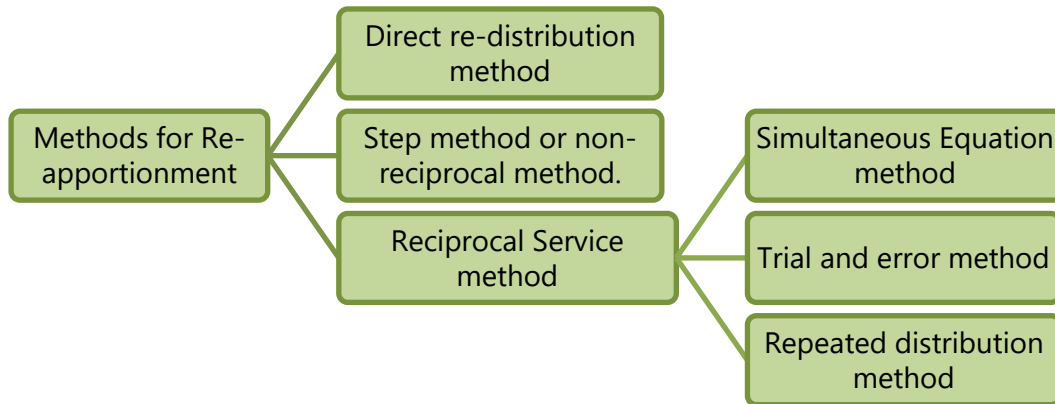 Direct re-distribution
method
Methods for Re-
apportionment
Step method or non-
reciprocal method.
Reciprocal Service
method
Simultaneous Equation
method
Trial and error method
Repeated distribution
method